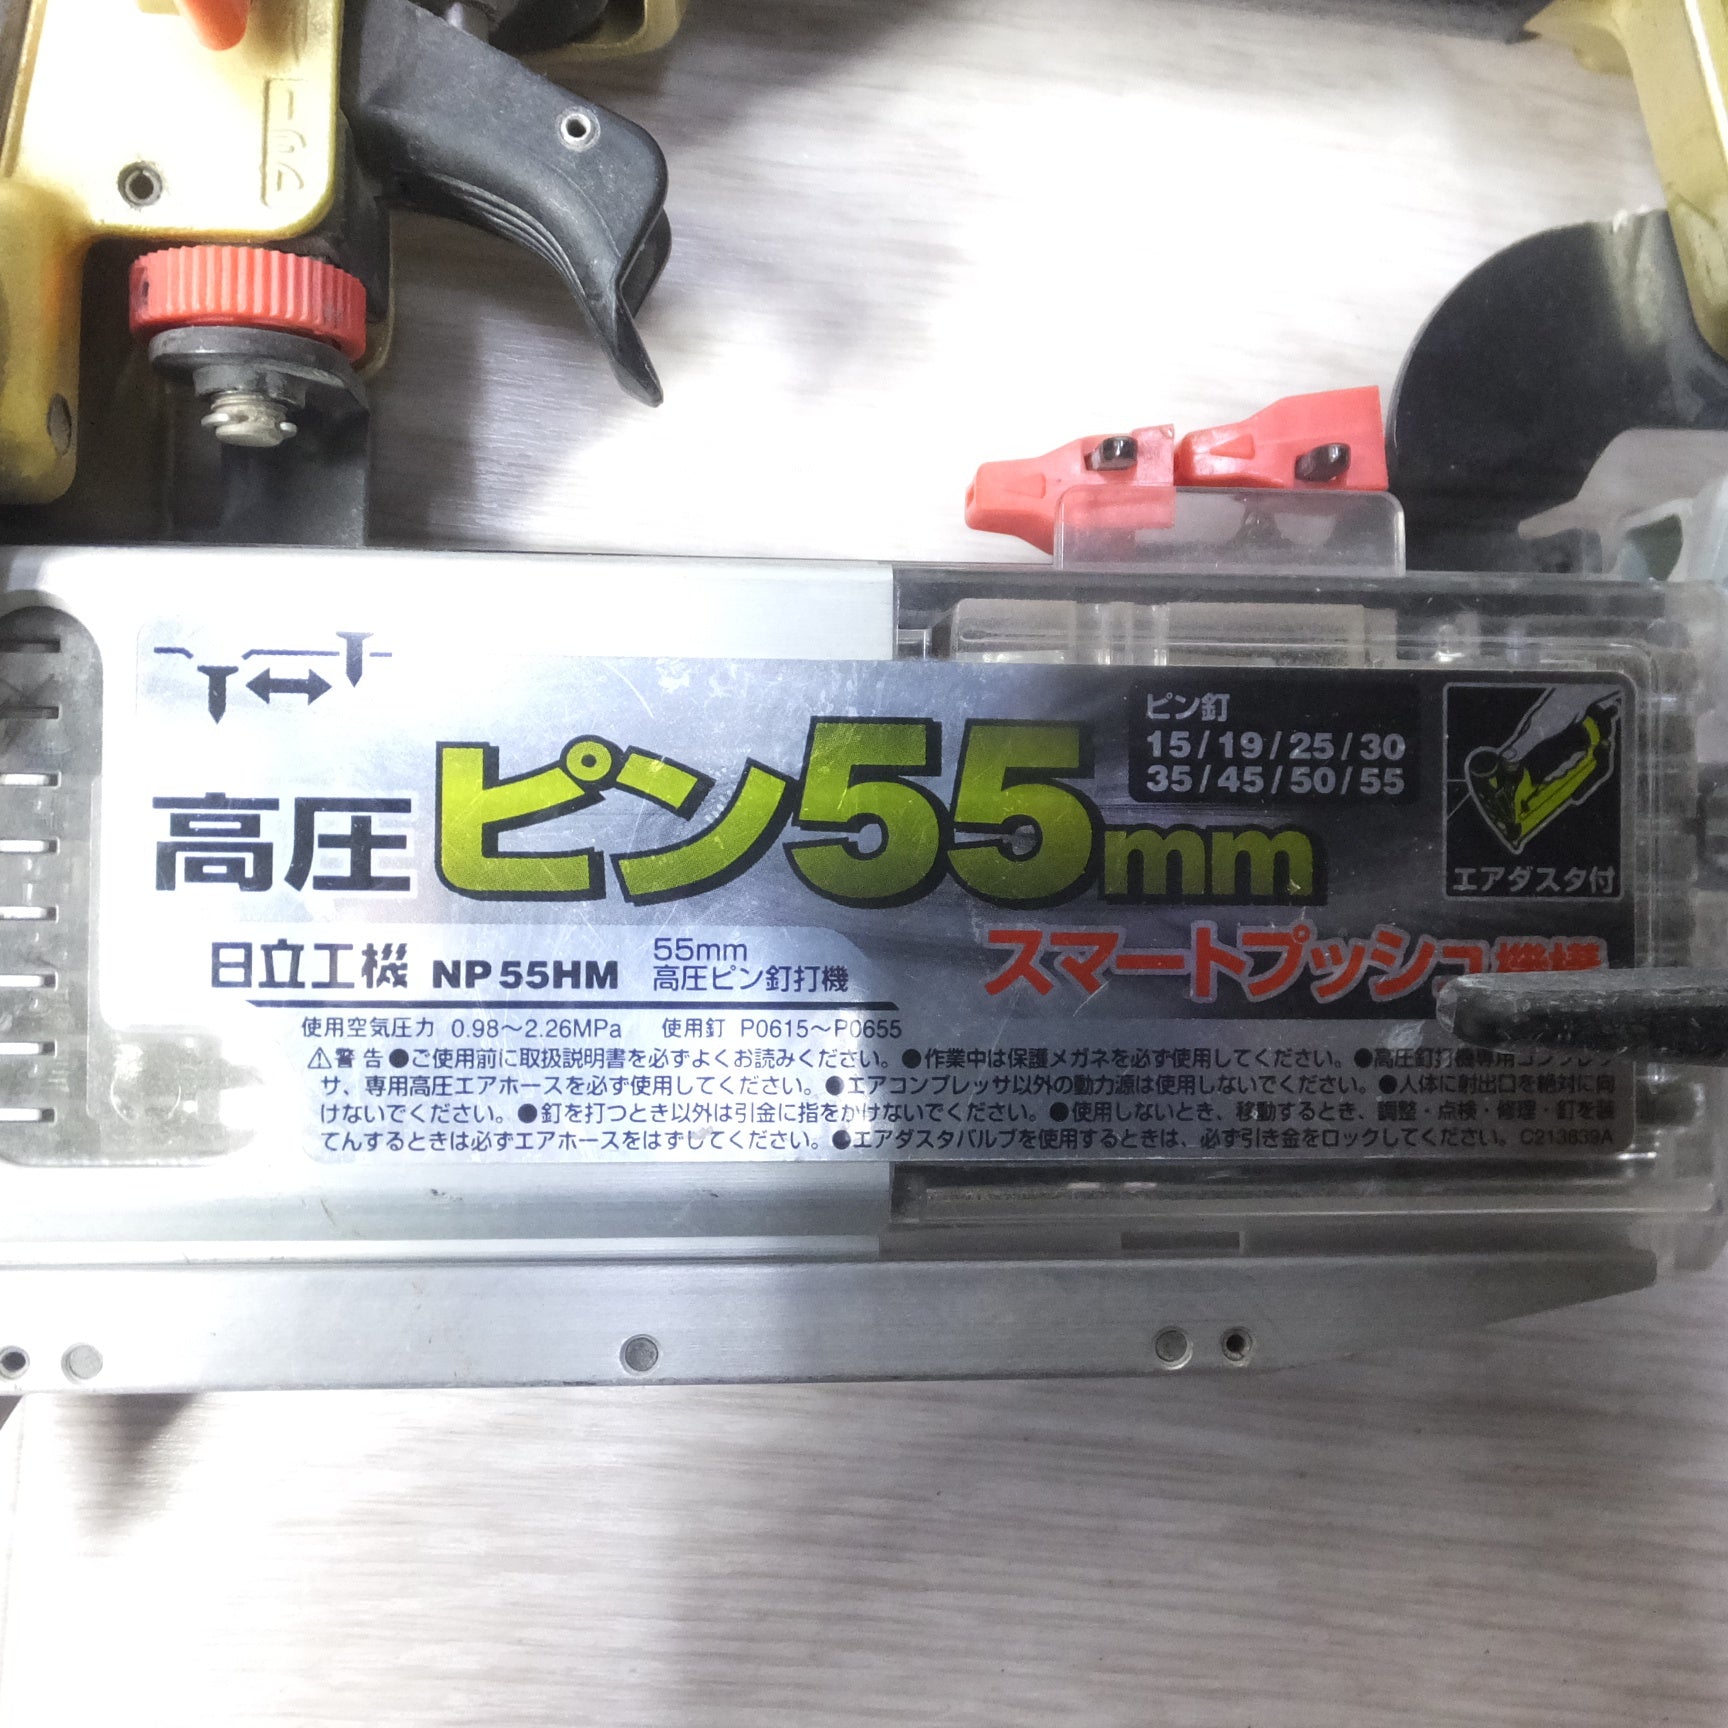 フリー
ピン釘
15/19/25/30
35/45/50/55
高圧ピン55mm
エアダスタ付
スマートプッシュ機構
日立工機 NP55HM 55mm
高圧ピン釘打機
使用空気圧力 0.98～2.26MPa 使用釘 P0615～P0655
⚠警告●ご使用前に取扱説明書を必ずよくお読みください。●作業中は保護メガネを必ず使用してください。●高圧釘打機専用コンプレッ
サ、専用高圧エアホースを必ず使用してください。●エアコンプレッサ以外の動力源は使用しないでください。●人体に射出口を絶対に向
けないでください。●釘を打つとき以外は引金に指をかけないでください。●使用しないとき、移動するとき、調整・点検・修理・釘を装
てんするときは必ずエアホースをはずしてください。●エアダスタバルブを使用するときは、必ず引き金をロックしてください。C213639A